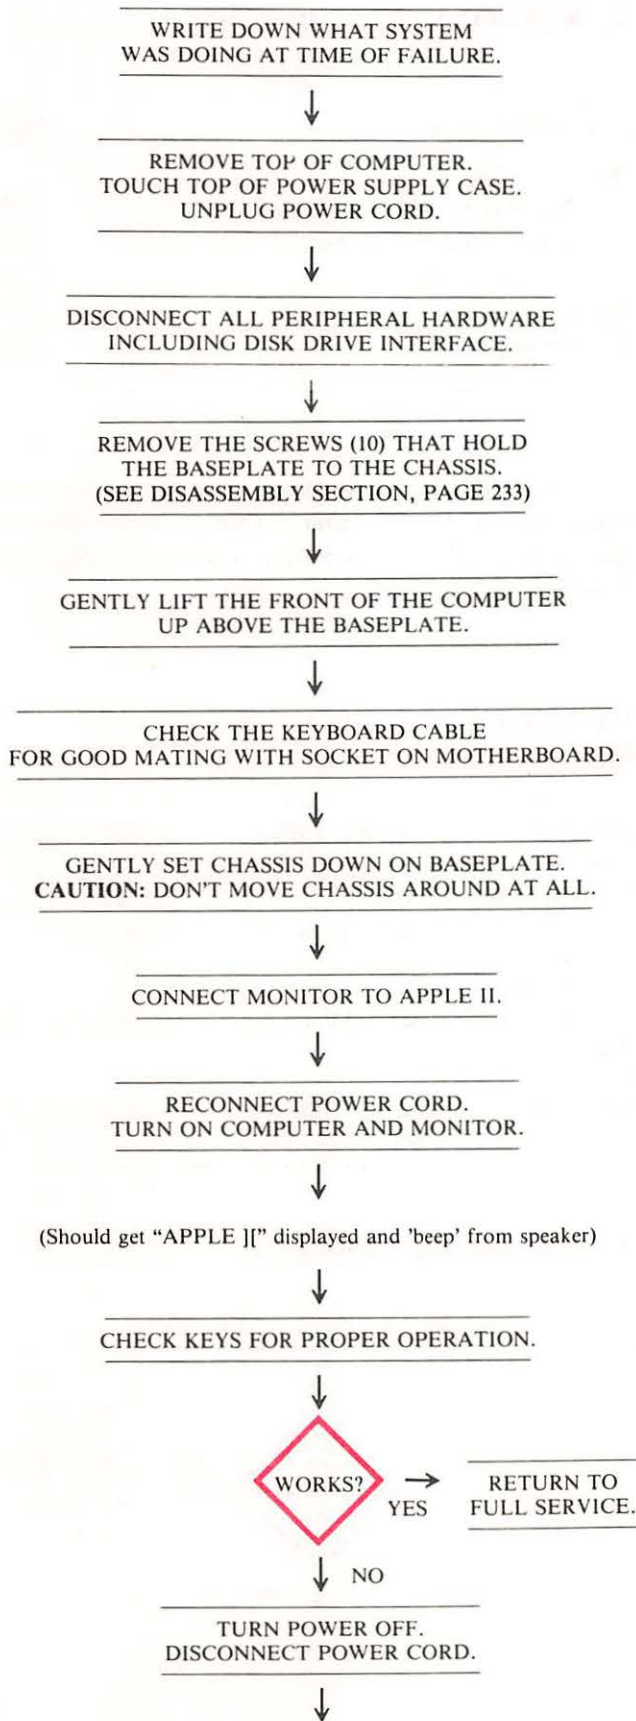 WRITE DOWN WHAT SYSTEM
WAS DOING AT TIME OF FAILURE.
REMOVE TOP OF COMPUTER.
TOUCH TOP OF POWER SUPPLY CASE.
UNPLUG POWER CORD.
DISCONNECT ALL PERIPHERAL HARDWARE
INCLUDING DISK DRIVE INTERFACE.
REMOVE THE SCREWS (10) THAT HOLD
THE BASEPLATE TO THE CHASSIS.
(SEE DISASSEMBLY SECTION, PAGE 233)
GENTLY LIFT THE FRONT OF THE COMPUTER
UP ABOVE THE BASEPLATE.
CHECK THE KEYBOARD CABLE
FOR GOOD MATING WITH SOCKET ON MOTHERBOARD.
GENTLY SET CHASSIS DOWN ON BASEPLATE.
CAUTION: DON'T MOVE CHASSIS AROUND AT ALL.
CONNECT MONITOR TO APPLE II.
RECONNECT POWER CORD.
TURN ON COMPUTER AND MONITOR.
(Should get “APPLE ][” displayed and 'beep' from speaker)
CHECK KEYS FOR PROPER OPERATION.
WORKS?
YES
RETURN TO
FULL SERVICE.
NO
TURN POWER OFF.
DISCONNECT POWER CORD.